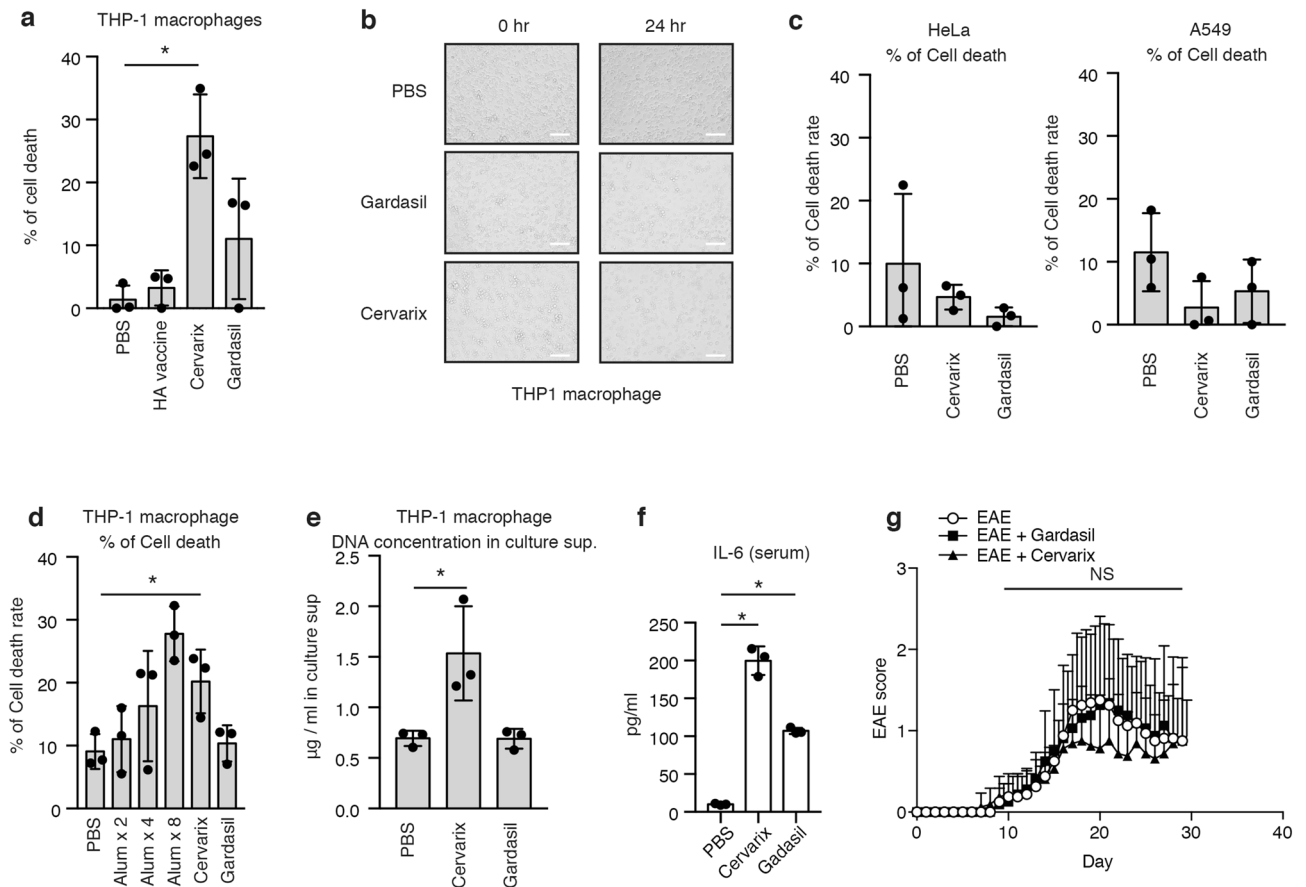 a
THP-1 macrophages
*
% of cell death
40
30
20
10
0
PBS
HA vaccine
Cervarix
Gardasil
b
0 hr
24 hr
PBS
Gardasil
Cervarix
THP1 macrophage
c
HeLa
% of Cell death
% of Cell death rate
40
30
20
10
0
PBS
Cervarix
Gardasil
A549
% of Cell death
% of Cell death rate
40
30
20
10
0
PBS
Cervarix
Gardasil
d
THP-1 macrophage
% of Cell death
*
% of Cell death rate
40
30
20
10
0
PBS
Alum x 2
Alum x 4
Alum x 8
Cervarix
Gardasil
e
THP-1 macrophage
DNA concentration in culture sup.
*
µg / ml in culture sup
2.5
2.0
1.5
1.0
0.5
0.0
PBS
Cervarix
Gardasil
f
IL-6 (serum)
*
*
pg/ml
250
200
150
100
50
0
PBS
Cervarix
Gadasil
g
EAE
EAE + Gardasil
EAE + Cervarix
NS
EAE score
3
2
1
0
0
10
20
30
40
Day